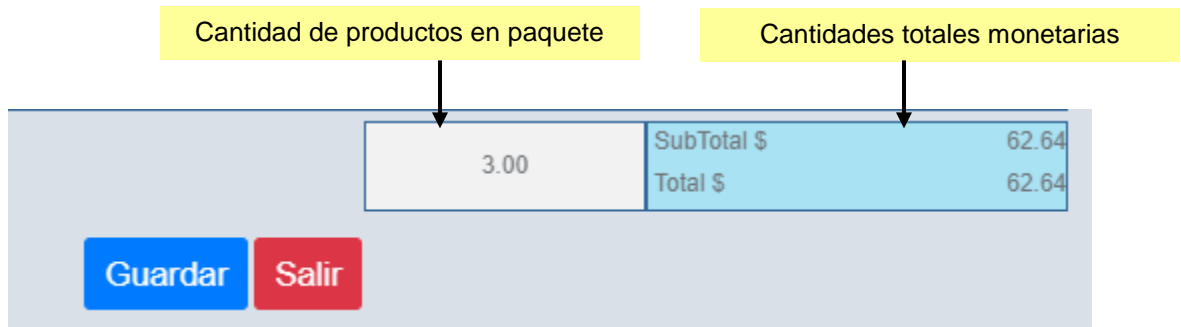 Cantidad de productos en paquete
Cantidades totales monetarias
3.00
SubTotal $ 62.64
Total $ 62.64
Guardar Salir